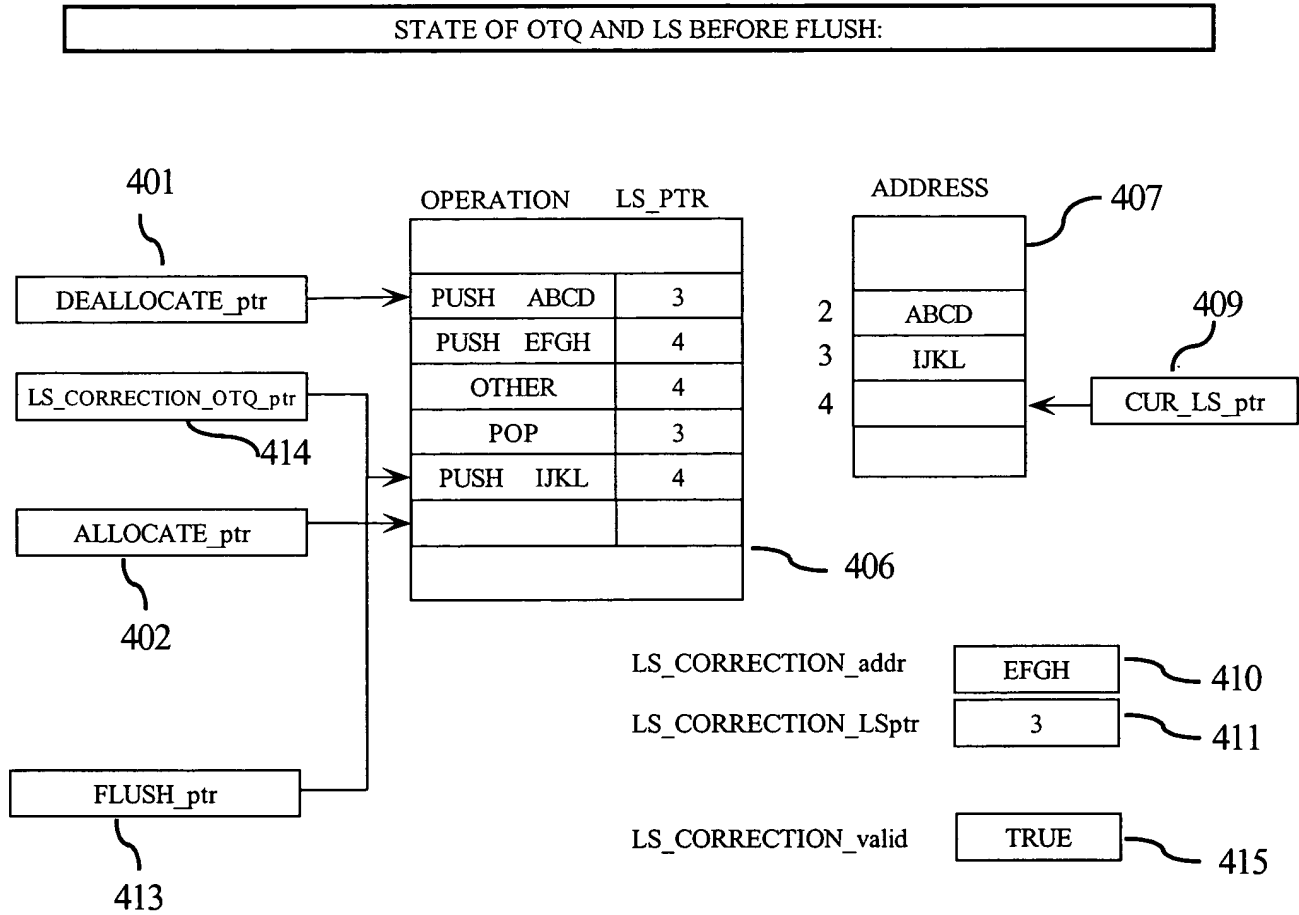 STATE OF OTQ AND LS BEFORE FLUSH:
401
OPERATION LS_PTR
ADDRESS
407
DEALLOCATE_ptr
PUSH ABCD 3
2 ABCD
409
PUSH EFGH 4
3 IJKL
LS_CORRECTION_OTQ_ptr
OTHER 4
4
CUR_LS_ptr
414
POP 3
PUSH IJKL 4
ALLOCATE_ptr
406
402
LS_CORRECTION_addr EFGH 410
LS_CORRECTION_LSptr 3 411
FLUSH_ptr
LS_CORRECTION_valid TRUE 415
413